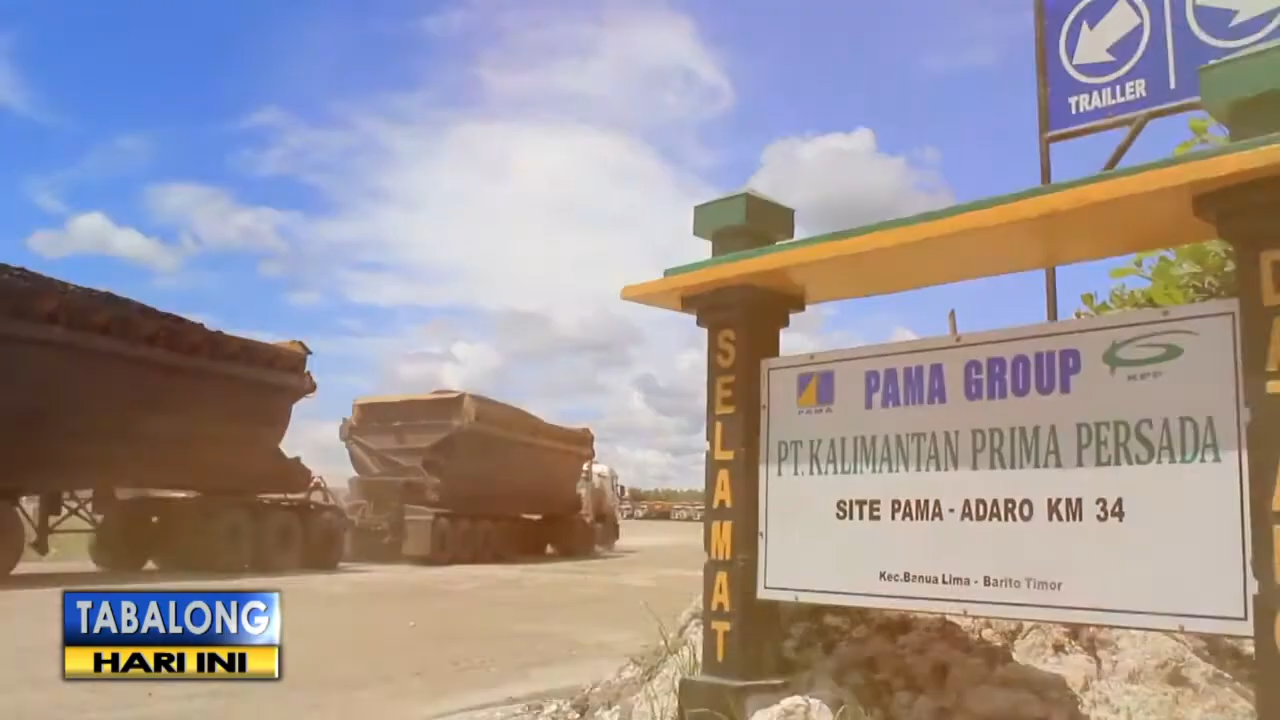 TRAILLER
SELAMAT
PAMA
PAMA GROUP
KPP
PT. KALIMANTAN PRIMA PERSADA
SITE PAMA - ADARO KM 34
Kec.Banua Lima - Barito Timor
TABALONG
HARI INI